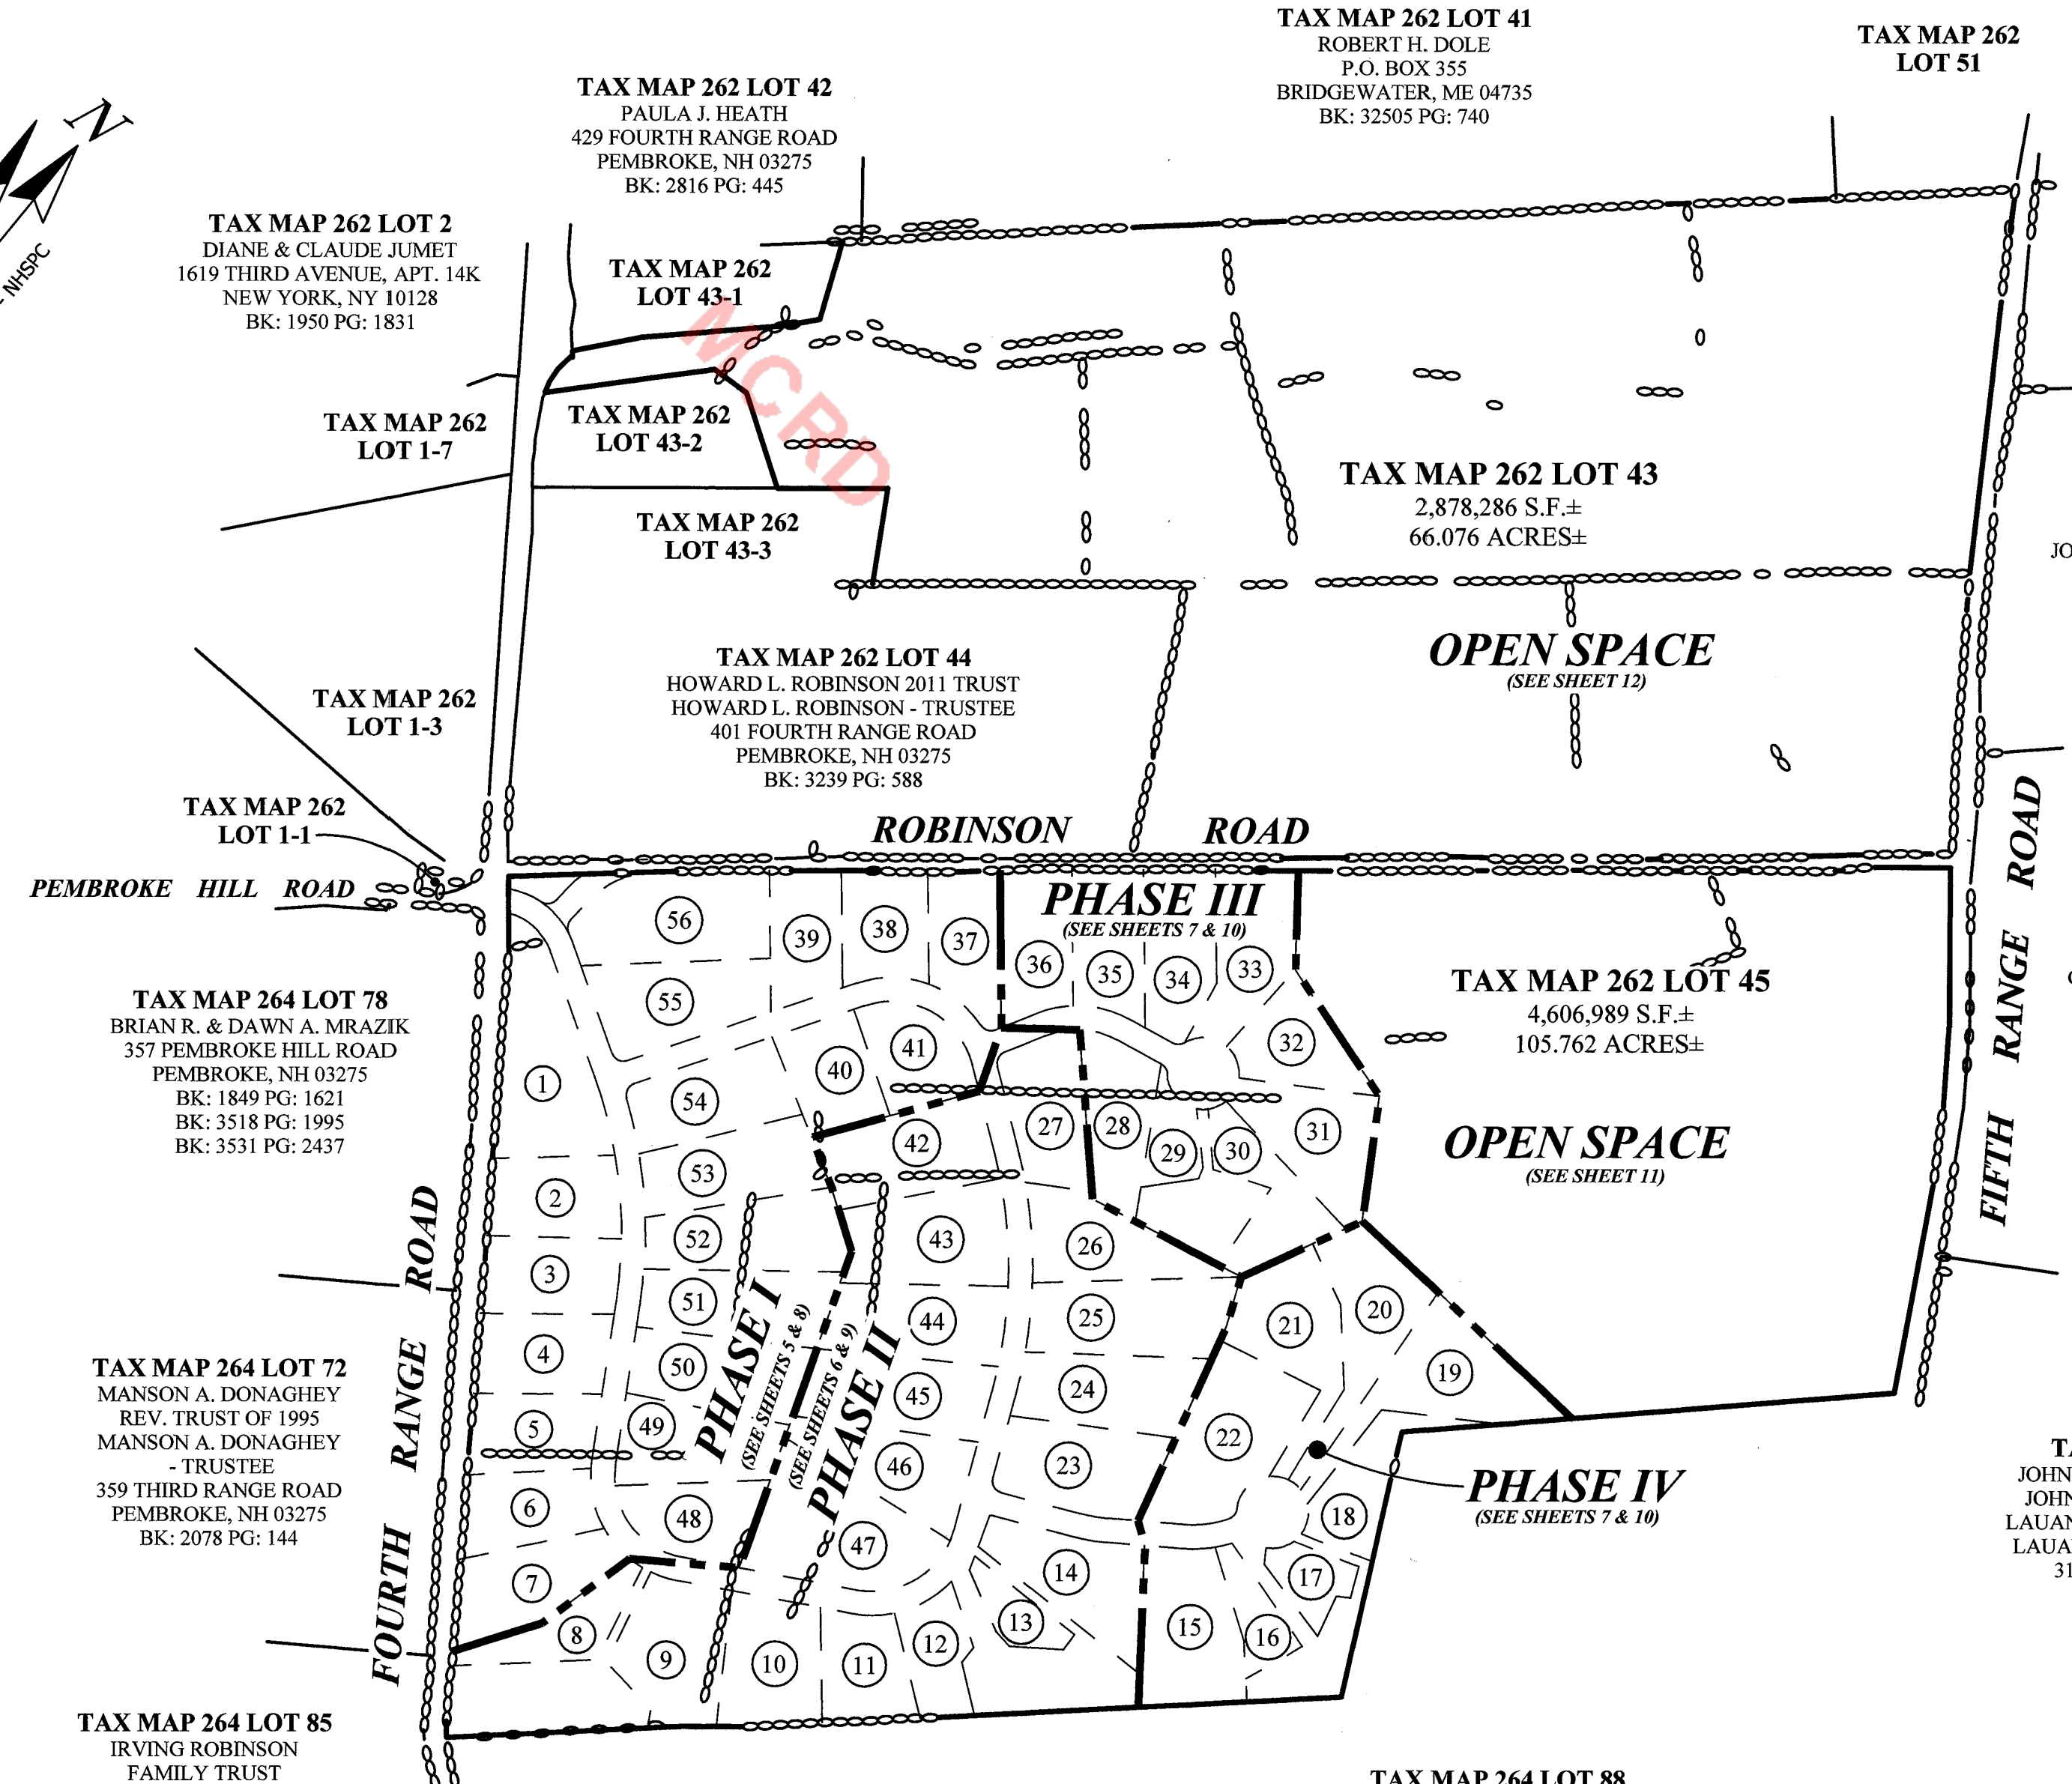 TAX MAP 262 LOT 41
ROBERT H. DOLE
P.O. BOX 355
BRIDGEWATER, ME 04735
BK: 32505 PG: 740
TAX MAP 262
LOT 51
TAX MAP 262 LOT 42
PAULA J. HEATH
429 FOURTH RANGE ROAD
PEMBROKE, NH 03275
BK: 2816 PG: 445
N
NHSPC
TAX MAP 262 LOT 2
DIANE & CLAUDE JUMET
1619 THIRD AVENUE, APT. 14K
NEW YORK, NY 10128
BK: 1950 PG: 1831
TAX MAP 262
LOT 43-1
MCRD
TAX MAP 262
LOT 1-7
TAX MAP 262
LOT 43-2
TAX MAP 262
LOT 43-3
TAX MAP 262 LOT 43
2,878,286 S.F.±
66.076 ACRES±
JO
OPEN SPACE
(SEE SHEET 12)
TAX MAP 262 LOT 44
HOWARD L. ROBINSON 2011 TRUST
HOWARD L. ROBINSON - TRUSTEE
401 FOURTH RANGE ROAD
PEMBROKE, NH 03275
BK: 3239 PG: 588
TAX MAP 262
LOT 1-3
TAX MAP 262
LOT 1-1
PEMBROKE HILL ROAD
ROBINSON ROAD
FIFTH RANGE ROAD
PHASE III
(SEE SHEETS 7 & 10)
56
39
38
37
36
35
34
33
55
TAX MAP 262 LOT 45
4,606,989 S.F.±
105.762 ACRES±
TAX MAP 264 LOT 78
BRIAN R. & DAWN A. MRAZIK
357 PEMBROKE HILL ROAD
PEMBROKE, NH 03275
BK: 1849 PG: 1621
BK: 3518 PG: 1995
BK: 3531 PG: 2437
1
54
40
41
32
42
27
28
29
30
31
OPEN SPACE
(SEE SHEET 11)
2
53
3
52
43
26
4
51
44
25
21
20
50
45
24
19
5
49
46
23
22
6
48
47
14
18
7
17
8
9
10
11
12
13
15
16
PHASE I
(SEE SHEETS 5 & 8)
(SEE SHEETS 6 & 9)
PHASE II
PHASE IV
(SEE SHEETS 7 & 10)
FOURTH RANGE ROAD
TAX MAP 264 LOT 72
MANSON A. DONAGHEY
REV. TRUST OF 1995
MANSON A. DONAGHEY
- TRUSTEE
359 THIRD RANGE ROAD
PEMBROKE, NH 03275
BK: 2078 PG: 144
TA
JOHN
JOHN
LAUAN
LAUA
31
TAX MAP 264 LOT 85
IRVING ROBINSON
FAMILY TRUST
TAX MAP 264 LOT 88